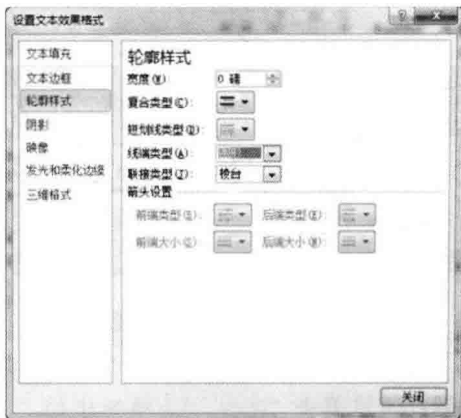 设置文本效果格式
文本填充
文本边框
轮廓样式
阴影
映像
发光和柔化边缘
三维格式
轮廓样式
宽度(W): 0 磅
复合类型(C):
短划线类型(D):
线端类型(A):
联接类型(J): 棱台
箭头设置
前端类型(B): 后端类型(E):
前端大小(S): 后端大小(N):
关闭